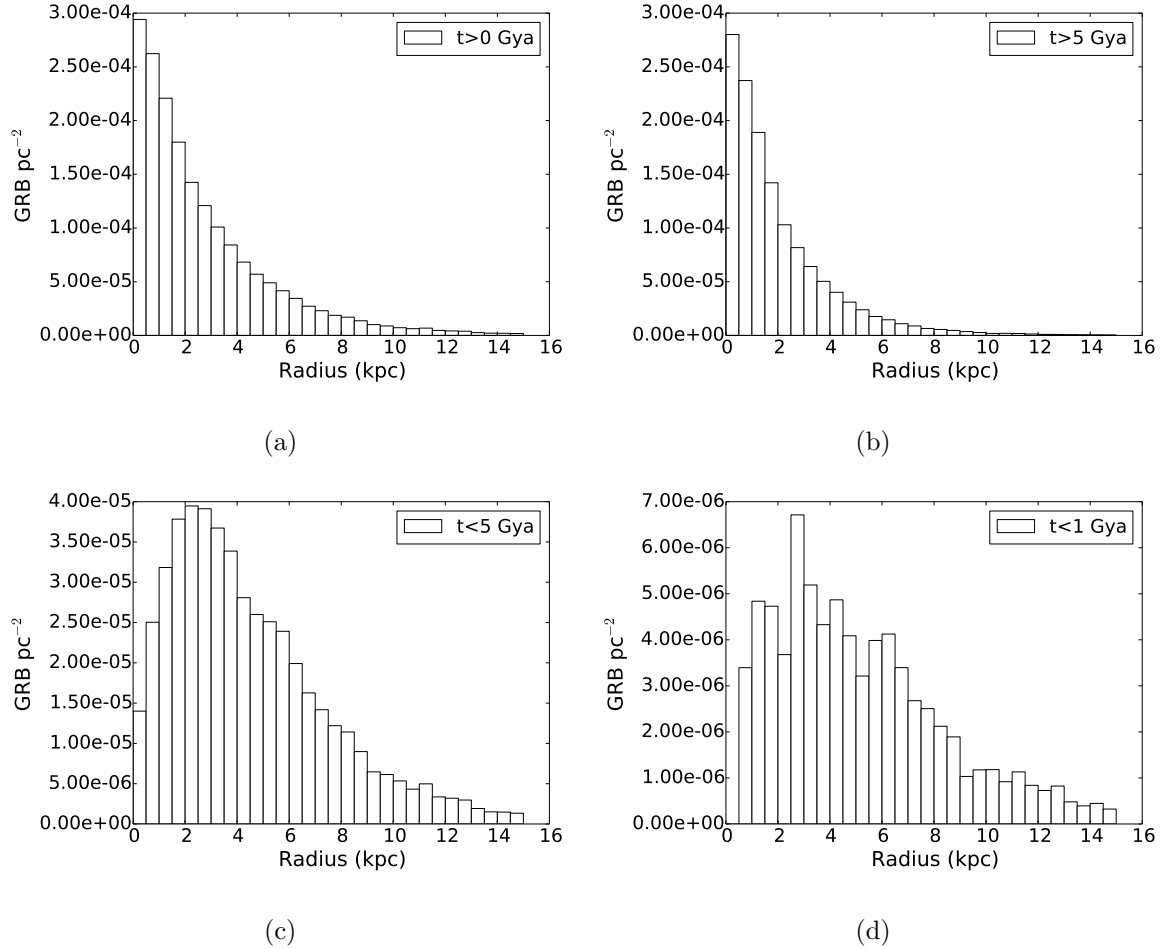 3.00e-04
2.50e-04
2.00e-04
1.50e-04
1.00e-04
5.00e-05
0.00e+00
GRB pc⁻²
t>0 Gya
0 2 4 6 8 10 12 14 16
Radius (kpc)
(a)
3.00e-04
2.50e-04
2.00e-04
1.50e-04
1.00e-04
5.00e-05
0.00e+00
GRB pc⁻²
t>5 Gya
0 2 4 6 8 10 12 14 16
Radius (kpc)
(b)
4.00e-05
3.50e-05
3.00e-05
2.50e-05
2.00e-05
1.50e-05
1.00e-05
5.00e-06
0.00e+00
GRB pc⁻²
t<5 Gya
0 2 4 6 8 10 12 14 16
Radius (kpc)
(c)
7.00e-06
6.00e-06
5.00e-06
4.00e-06
3.00e-06
2.00e-06
1.00e-06
0.00e+00
GRB pc⁻²
t<1 Gya
0 2 4 6 8 10 12 14 16
Radius (kpc)
(d)